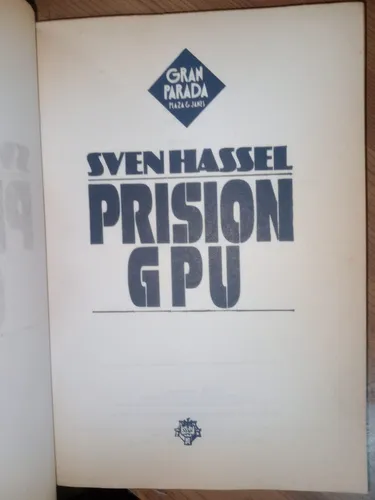 GRAN
PARADA
PLAZA & JANES
SVEN HASSEL
PRISION
GPU